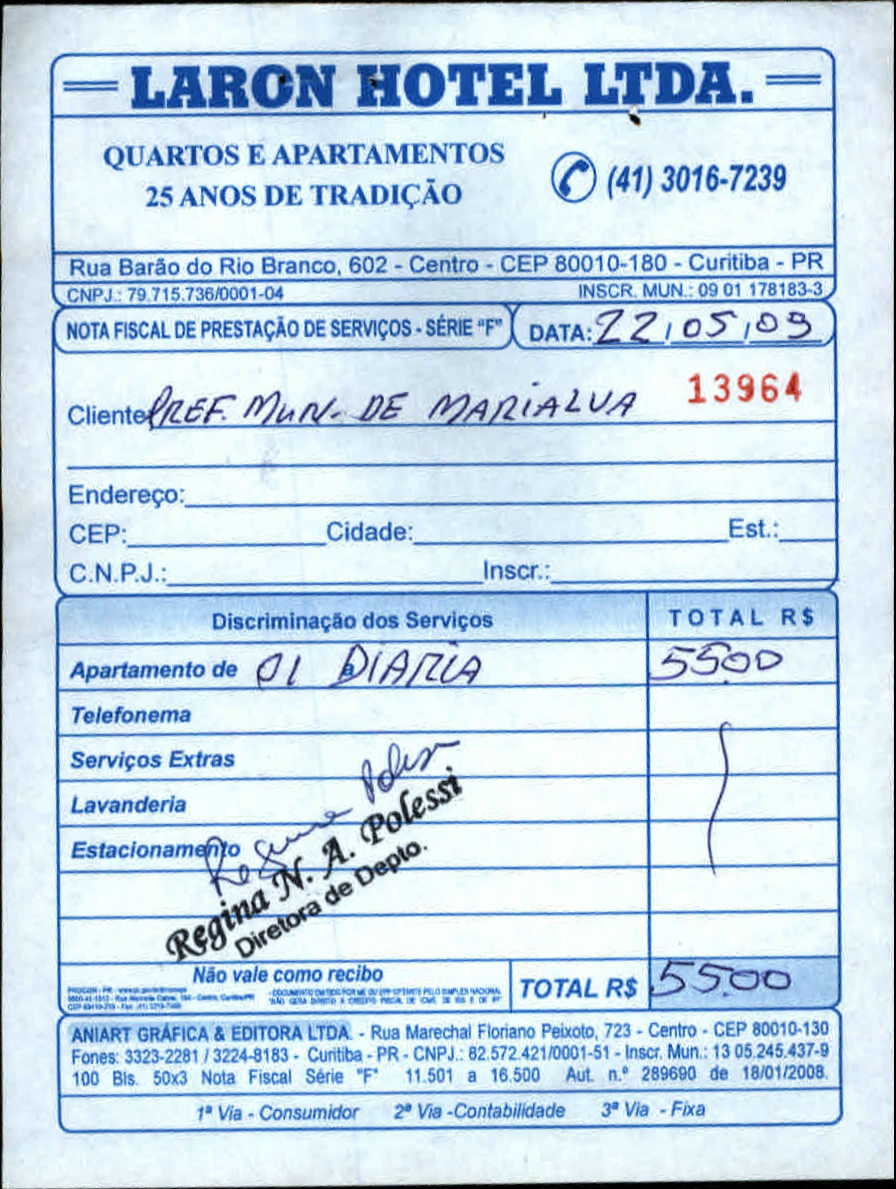 LARON HOTEL LTDA.
QUARTOS E APARTAMENTOS
25 ANOS DE TRADIÇÃO
(41) 3016-7239
Rua Barão do Rio Branco, 602 - Centro - CEP 80010-180 - Curitiba - PR
CNPJ.: 79.715.736/0001-04 INSCR. MUN.: 09 01 178183-3
NOTA FISCAL DE PRESTAÇÃO DE SERVIÇOS - SÉRIE "F" DATA: 22/05/09
13964
Cliente PREF. MUN. DE MARIALVA
Endereço:
CEP: Cidade: Est.:
C.N.P.J.: Inscr.:
Discriminação dos Serviços TOTAL R$
Apartamento de 01 DIARIA 5500
Telefonema
Serviços Extras
Lavanderia
Estacionamento
Regina N. A. Polessi
Diretora de Depto.
Não vale como recibo
TOTAL R$ 5500
ANIART GRÁFICA & EDITORA LTDA. - Rua Marechal Floriano Peixoto, 723 - Centro - CEP 80010-130
Fones: 3323-2281 / 3224-8183 - Curitiba - PR - CNPJ.: 82.572.421/0001-51 - Inscr. Mun.: 13 05.245.437-9
100 Bls. 50x3 Nota Fiscal Série "F" 11.501 a 16.500 Aut. n.º 289690 de 18/01/2008.
1ª Via - Consumidor 2ª Via -Contabilidade 3ª Via - Fixa